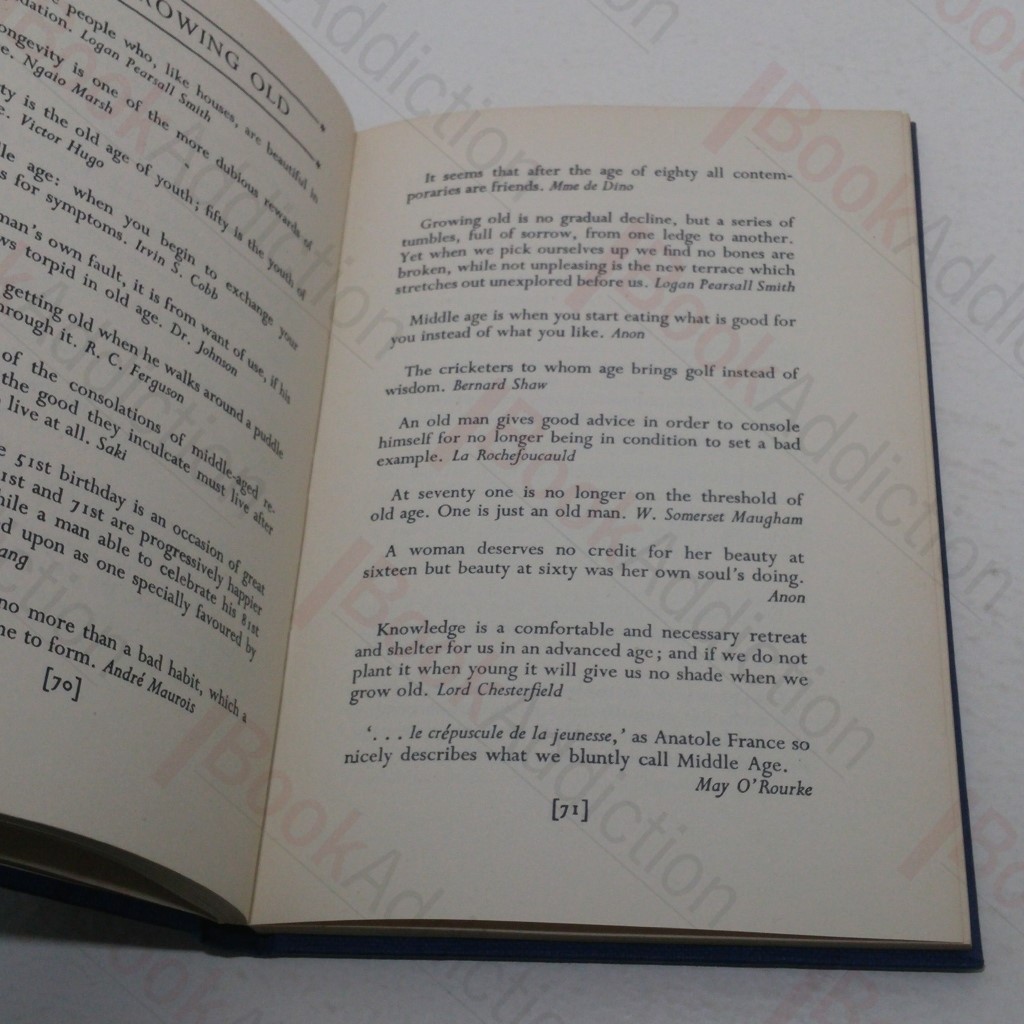 ROWING OLD
people who, like houses, are beautiful in
dation. Logan Pearsall Smith
ongevity is one of the more dubious rewards of
e. Ngaio Marsh
ty is the old age of youth; fifty is the youth of
e. Victor Hugo
le age: when you begin to exchange your
s for symptoms. Irvin S. Cobb
man's own fault, it is from want of use, if his
ws torpid in old age. Dr. Johnson
getting old when he walks around a puddle
through it. R. C. Ferguson
of the consolations of middle-aged re-
the good they inculcate must live after
live at all. Saki
e 51st birthday is an occasion of great
1st and 71st are progressively happier
hile a man able to celebrate his 81st
d upon as one specially favoured by
ang
no more than a bad habit, which a
me to form. André Maurois
[70]
It seems that after the age of eighty all contem-
poraries are friends. Mme de Dino
Growing old is no gradual decline, but a series of
tumbles, full of sorrow, from one ledge to another.
Yet when we pick ourselves up we find no bones are
broken, while not unpleasing is the new terrace which
stretches out unexplored before us. Logan Pearsall Smith
Middle age is when you start eating what is good for
you instead of what you like. Anon
The cricketers to whom age brings golf instead of
wisdom. Bernard Shaw
An old man gives good advice in order to console
himself for no longer being in condition to set a bad
example. La Rochefoucauld
At seventy one is no longer on the threshold of
old age. One is just an old man. W. Somerset Maugham
A woman deserves no credit for her beauty at
sixteen but beauty at sixty was her own soul's doing.
Anon
Knowledge is a comfortable and necessary retreat
and shelter for us in an advanced age; and if we do not
plant it when young it will give us no shade when we
grow old. Lord Chesterfield
'. . . le crépuscule de la jeunesse,' as Anatole France so
nicely describes what we bluntly call Middle Age.
May O'Rourke
[71]
BookAddiction